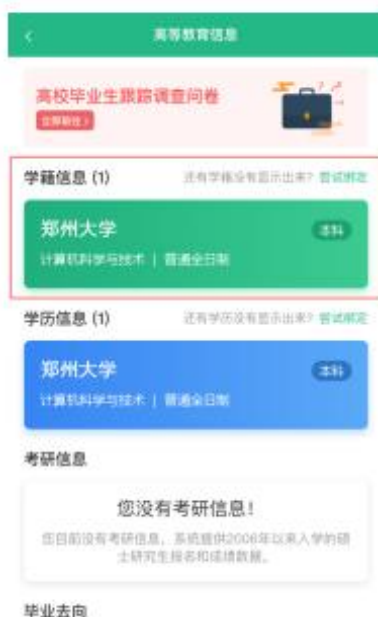 高等教育信息
高校毕业生跟踪调查问卷
立即前往 >
学籍信息 (1) 还有学籍没有显示出来? 尝试绑定
郑州大学 本科
计算机科学与技术 | 普通全日制
学历信息 (1) 还有学历没有显示出来? 尝试绑定
郑州大学 本科
计算机科学与技术 | 普通全日制
考研信息
您没有考研信息!
您目前没有考研信息, 系统提供2006年以来入学的硕
士研究生报名和成绩数据。
毕业去向